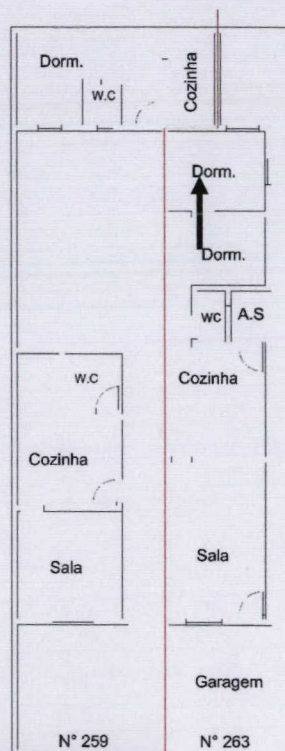 Dorm.
W.C
Cozinha
Dorm.
Dorm.
wc
A.S
W.C
Cozinha
Cozinha
Sala
Sala
Garagem
N° 259
N° 263